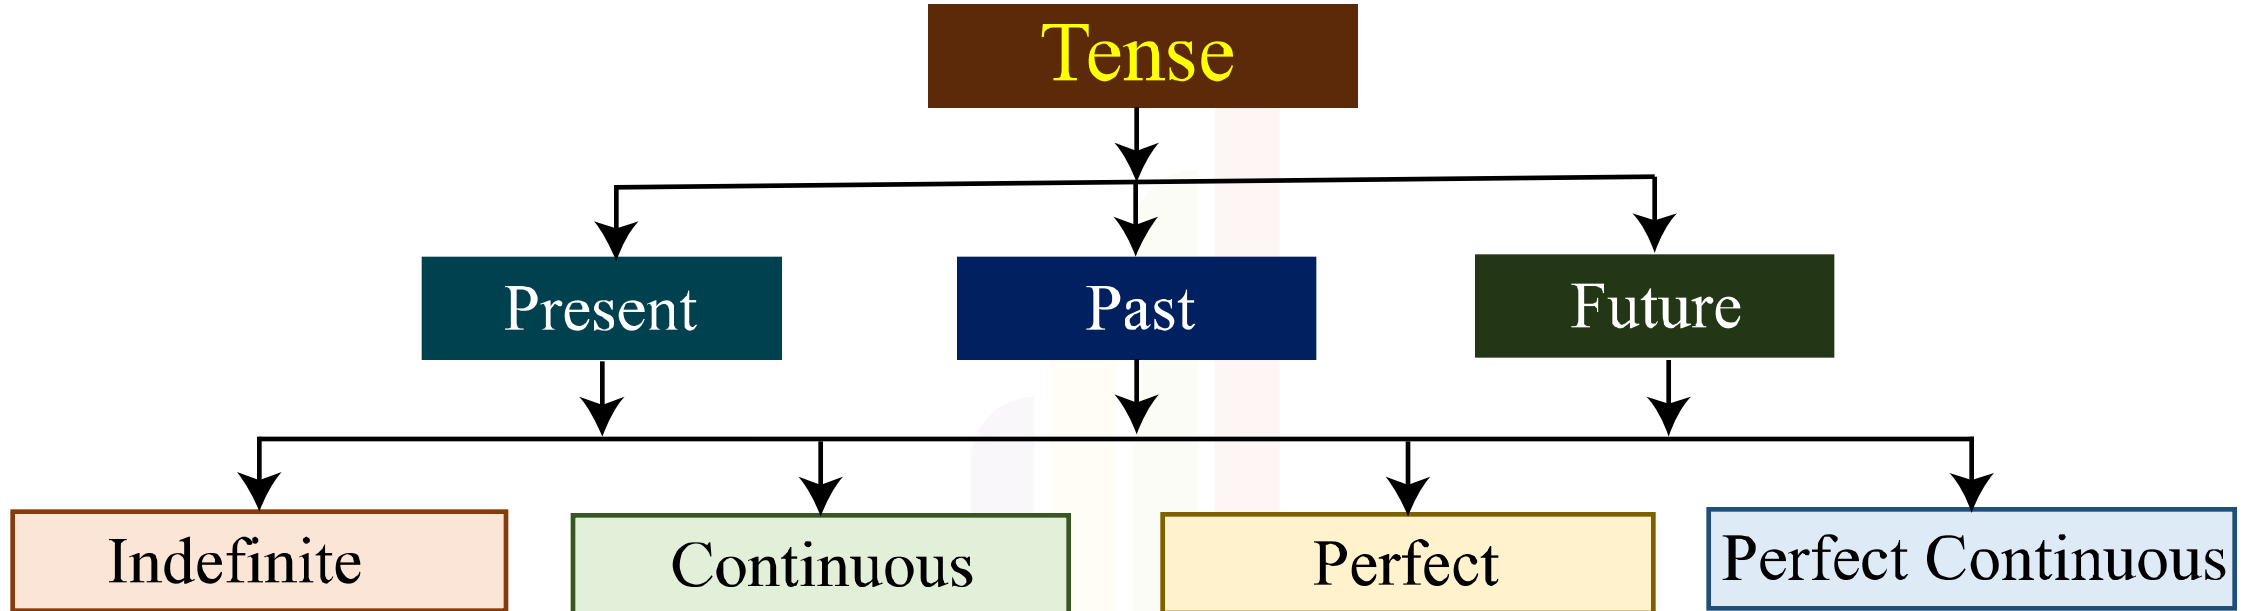 Tense
Present Past Future
Indefinite Continuous Perfect Perfect Continuous